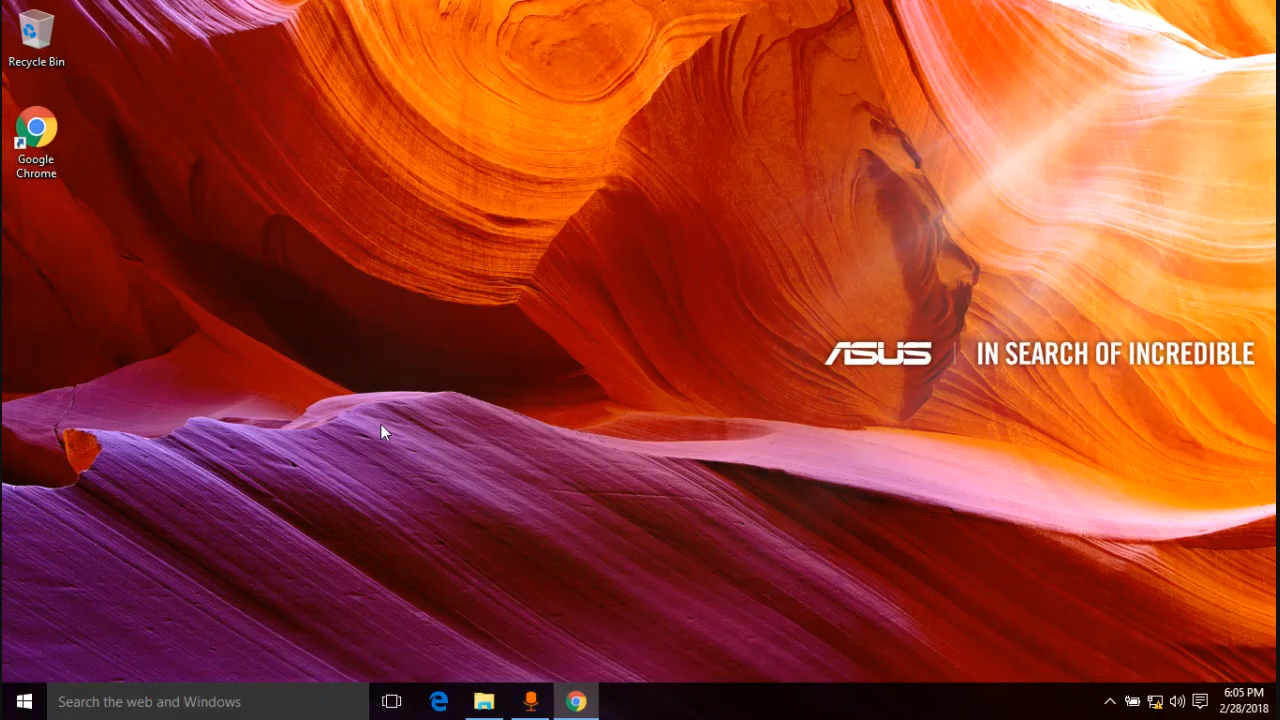 Recycle Bin
Google
Chrome
ASUS
IN SEARCH OF INCREDIBLE
Search the web and Windows
6:05 PM
2/28/2018